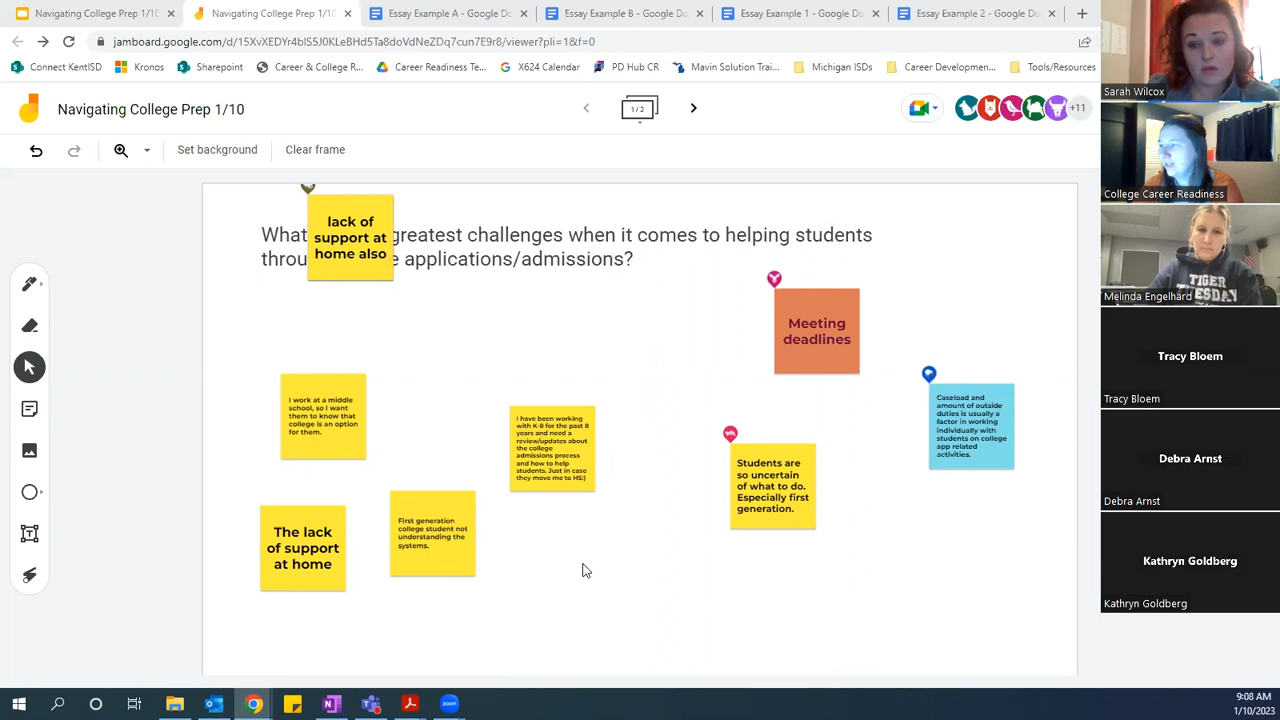 Navigating College Prep 1/10
Navigating College Prep 1/10
Essay Example A - Google Do
Essay Example B - Google Do
Essay Example 1 - Google Do
Essay Example 2 - Google Do
jamboard.google.com/d/15XvXEDYr4bIS5J0KLeBHd5Ta8doVdNeZDq7cun7E9r8/viewer?pli=1&f=0
Connect KentISD
Kronos
Sharepoint
Career & College R...
Career Readiness Te...
X624 Calendar
PD Hub CR
Mavin Solution Trai...
Michigan ISDs
Career Developmen...
Tools/Resources
Navigating College Prep 1/10
1/2
+11
Set background
Clear frame
What
greatest challenges when it comes to helping students
throu
e applications/admissions?
lack of
support at
home also
Meeting
deadlines
I work at a middle
school, so I want
them to know that
college is an option
for them.
I have been working
with K-8 for the past 8
years and need a
review/updates about
the college
admissions process
and how to help
students. Just in case
they move me to HS:)
Caseload and
amount of outside
duties is usually a
factor in working
individually with
students on college
app related
activities.
Students are
so uncertain
of what to do.
Especially first
generation.
The lack
of support
at home
First generation
college student not
understanding the
systems.
Sarah Wilcox
College Career Readiness
TIGER
TUESDAY
Melinda Engelhard
Tracy Bloem
Tracy Bloem
Debra Arnst
Debra Arnst
Kathryn Goldberg
Kathryn Goldberg
9:08 AM
1/10/2023